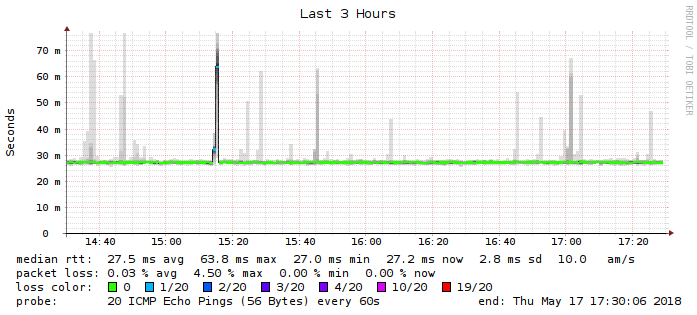 Last 3 Hours
RRDTOOL / TOBI OETIKER
Seconds
70 m
60 m
50 m
40 m
30 m
20 m
10 m
0
14:40 15:00 15:20 15:40 16:00 16:20 16:40 17:00 17:20
median rtt: 27.5 ms avg 63.8 ms max 27.0 ms min 27.2 ms now 2.8 ms sd 10.0 am/s
packet loss: 0.03 % avg 4.50 % max 0.00 % min 0.00 % now
loss color: 0 1/20 2/20 3/20 4/20 10/20 19/20
probe: 20 ICMP Echo Pings (56 Bytes) every 60s end: Thu May 17 17:30:06 2018